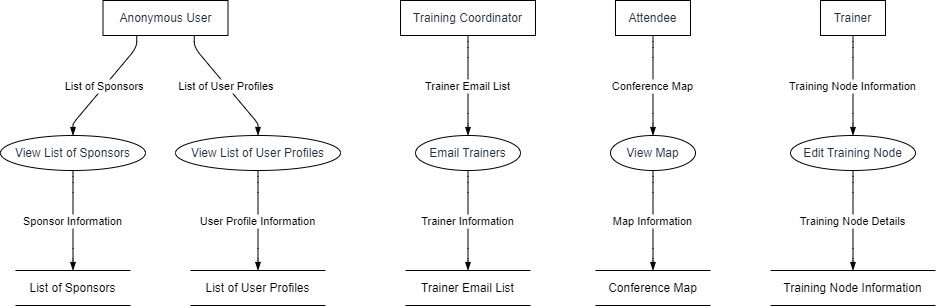 Anonymous User
Training Coordinator
Attendee
Trainer
List of Sponsors
List of User Profiles
Trainer Email List
Conference Map
Training Node Information
View List of Sponsors
View List of User Profiles
Email Trainers
View Map
Edit Training Node
Sponsor Information
User Profile Information
Trainer Information
Map Information
Training Node Details
List of Sponsors
List of User Profiles
Trainer Email List
Conference Map
Training Node Information